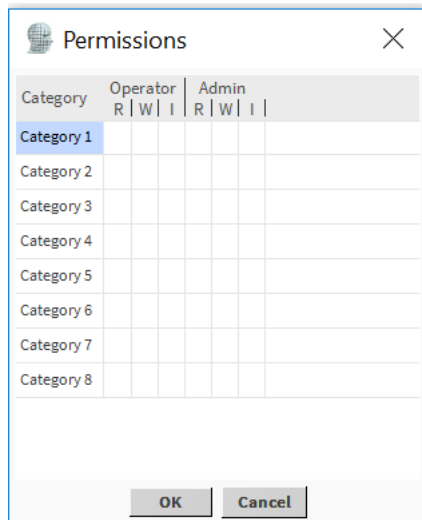 Permissions
Category Operator Admin
R W I R W I
Category 1
Category 2
Category 3
Category 4
Category 5
Category 6
Category 7
Category 8
OK Cancel